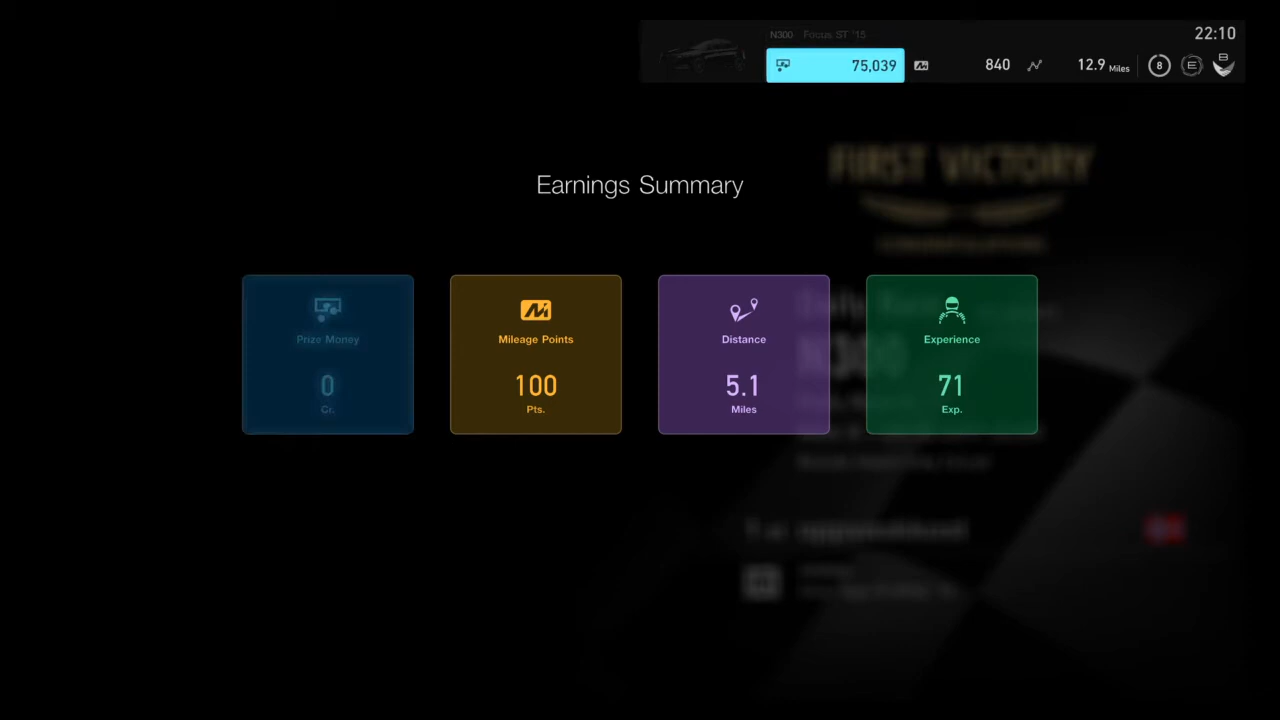 N300 Focus ST '15
22:10
75,039 840 12.9 Miles 8 E B
Earnings Summary
FIRST VICTORY
Prize Money
0
Cr.
Mileage Points
100
Pts.
Distance
5.1
Miles
Experience
71
Exp.
N300